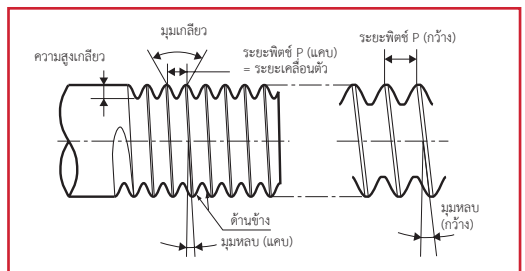 มุมเกลียว
ความสูงเกลียว
ระยะพิตช์ P (แคบ)
= ระยะเคลื่อนตัว
ระยะพิตช์ P (กว้าง)
ด้านข้าง
มุมหลบ (แคบ)
มุมหลบ
(กว้าง)